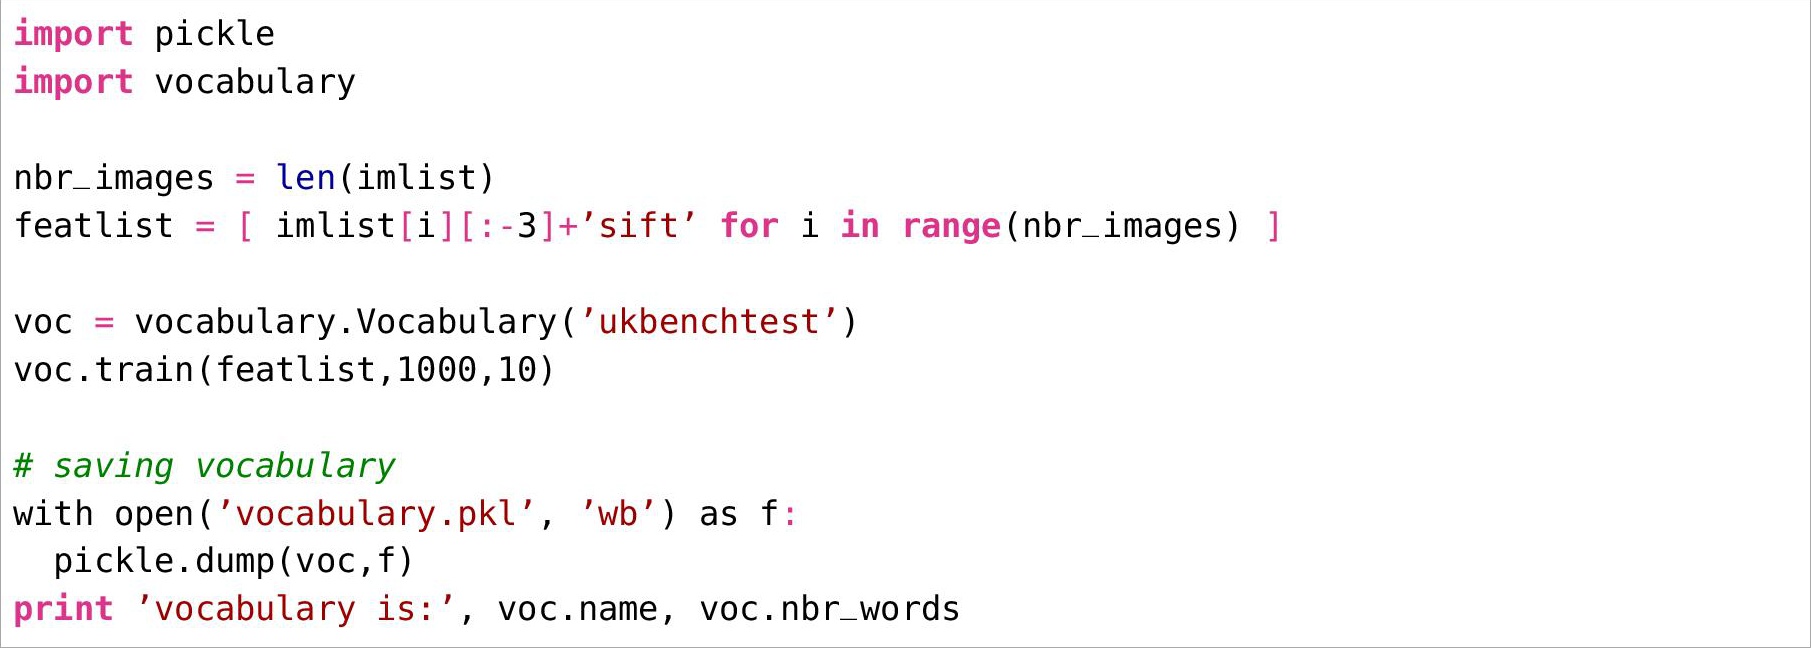 import pickle
import vocabulary
nbr_images = len(imlist)
featlist = [ imlist[i][:-3]+’sift’ for i in range(nbr_images) ]
voc = vocabulary.Vocabulary(’ukbenchtest’)
voc.train(featlist,1000,10)
# saving vocabulary
with open(’vocabulary.pkl’, ’wb’) as f:
  pickle.dump(voc,f)
print ’vocabulary is:’, voc.name, voc.nbr_words